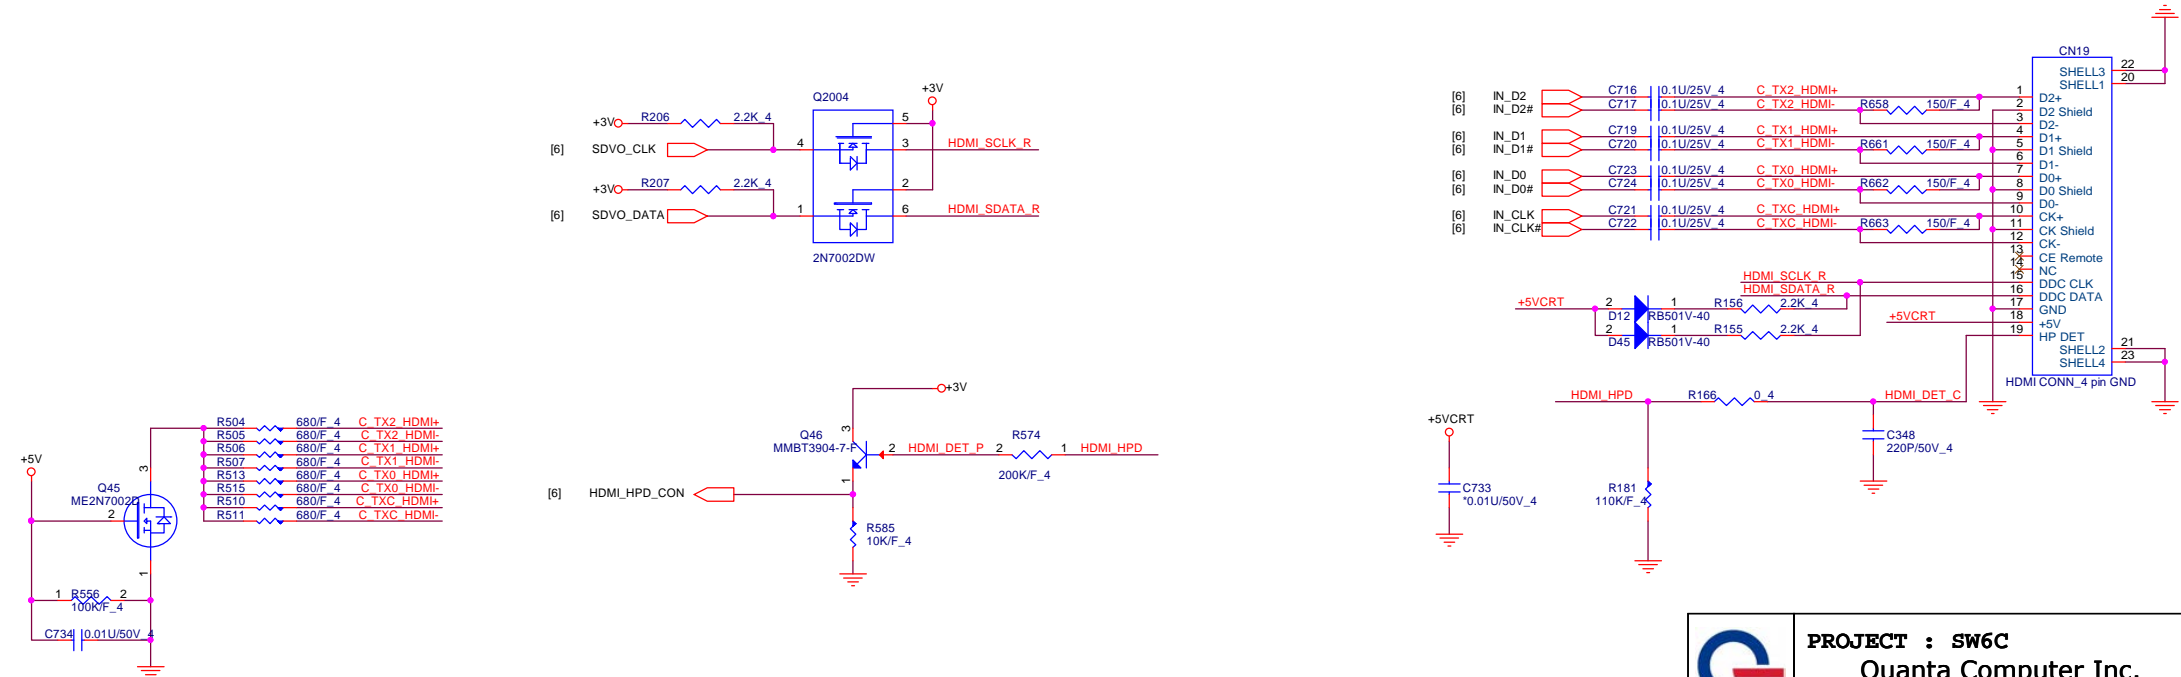 CN19
SHELL3 22
SHELL1 20
[6] IN_D2 C716 0.1U/25V_4 C_TX2_HDMI+ 1 D2+
[6] IN_D2# C717 0.1U/25V_4 C_TX2_HDMI- R658 150/F_4 2 D2 Shield
3 D2-
[6] IN_D1 C719 0.1U/25V_4 C_TX1_HDMI+ 4 D1+
[6] IN_D1# C720 0.1U/25V_4 C_TX1_HDMI- R661 150/F_4 5 D1 Shield
6 D1-
[6] IN_D0 C723 0.1U/25V_4 C_TX0_HDMI+ 7 D0+
[6] IN_D0# C724 0.1U/25V_4 C_TX0_HDMI- R662 150/F_4 8 D0 Shield
9 D0-
[6] IN_CLK C721 0.1U/25V_4 C_TXC_HDMI+ 10 CK+
[6] IN_CLK# C722 0.1U/25V_4 C_TXC_HDMI- R663 150/F_4 11 CK Shield
12 CK-
13 CE Remote
14 NC
HDMI_SCLK_R 15 DDC CLK
HDMI_SDATA_R 16 DDC DATA
17 GND
+5VCRT 18 +5V
19 HP DET
SHELL2 21
SHELL4 23
HDMI CONN_4 pin GND
+5VCRT 2 1 R156 2.2K_4
D12 RB501V-40
2 1 R155 2.2K_4
D45 RB501V-40
HDMI_HPD R166 0_4 HDMI_DET_C
C348
220P/50V_4
R181
110K/F_4
+5VCRT
C733
*0.01U/50V_4
Q2004
+3V
+3V R206 2.2K_4 5
[6] SDVO_CLK 4 3 HDMI_SCLK_R
+3V R207 2.2K_4 2
[6] SDVO_DATA 1 6 HDMI_SDATA_R
2N7002DW
+3V
Q46
MMBT3904-7-F
3
2 HDMI_DET_P 2 R574 1 HDMI_HPD
200K/F_4
1
[6] HDMI_HPD_CON
R585
10K/F_4
R504 680/F_4 C_TX2_HDMI+
R505 680/F_4 C_TX2_HDMI-
R506 680/F_4 C_TX1_HDMI+
R507 680/F_4 C_TX1_HDMI-
R513 680/F_4 C_TX0_HDMI+
R515 680/F_4 C_TX0_HDMI-
R510 680/F_4 C_TXC_HDMI+
R511 680/F_4 C_TXC_HDMI-
+5V
3
Q45
ME2N7002D
2
1
1 R556 2
100K/F_4
C734 0.01U/50V_4
PROJECT : SW6C
Quanta Computer Inc.